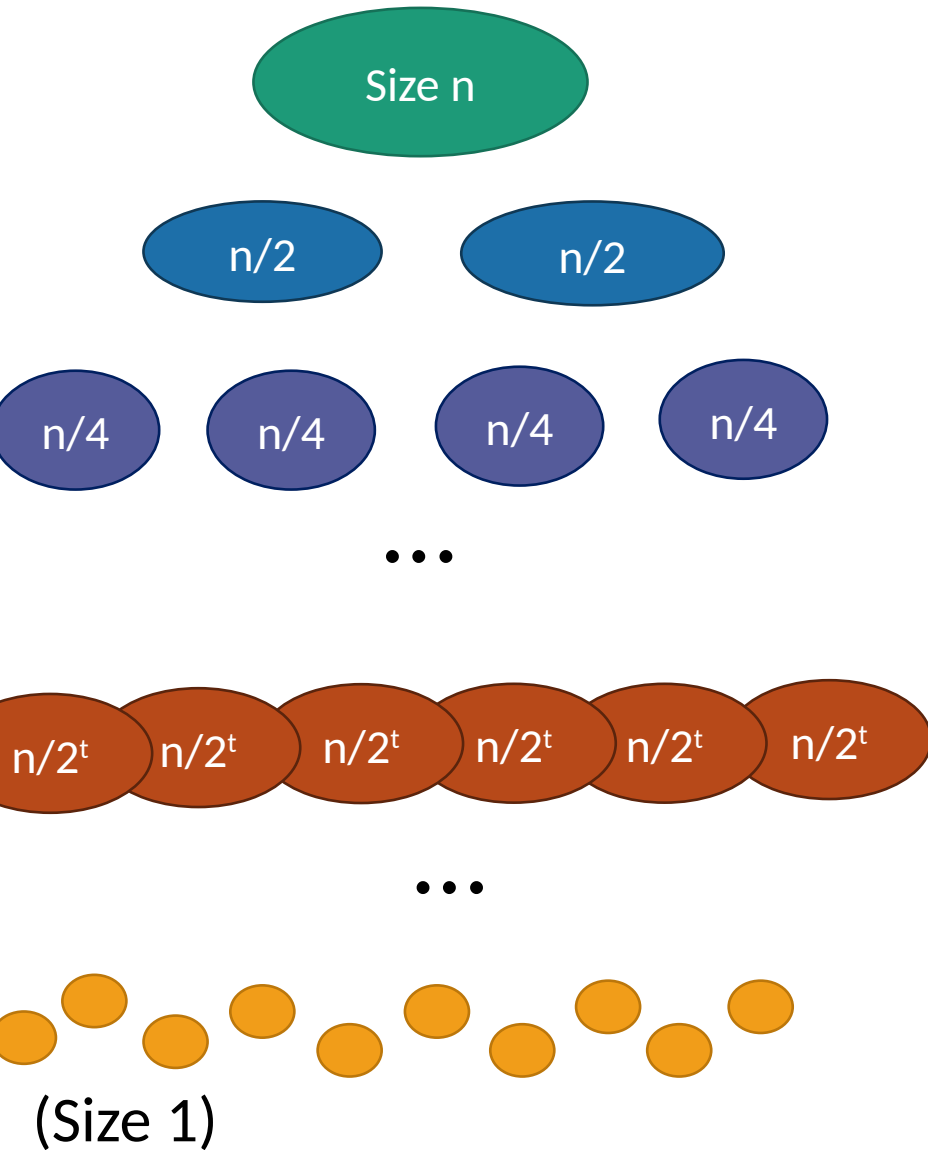 Size n
n/2 n/2
n/4 n/4 n/4 n/4
...
n/2ᵗ n/2ᵗ n/2ᵗ n/2ᵗ n/2ᵗ n/2ᵗ
...
(Size 1)